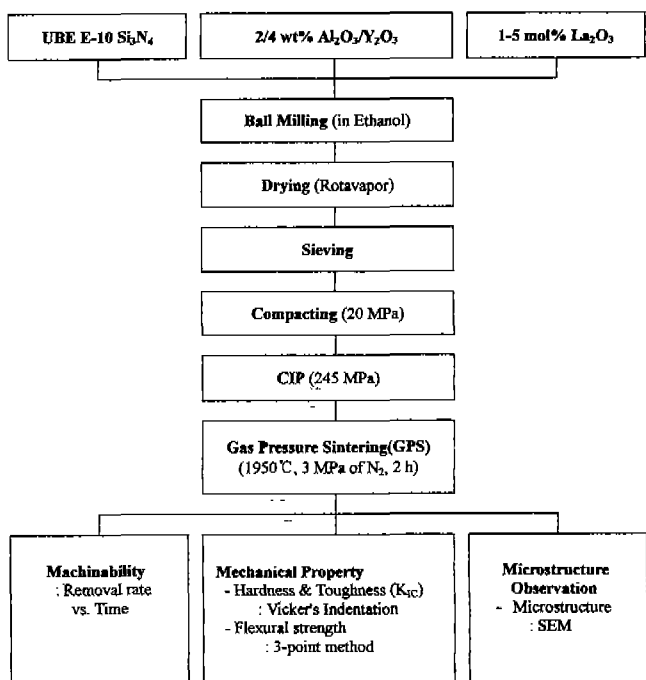 UBE E-10 Si₃N₄
2/4 wt% Al₂O₃/Y₂O₃
1-5 mol% La₂O₃
Ball Milling (in Ethanol)
Drying (Rotavapor)
Sieving
Compacting (20 MPa)
CIP (245 MPa)
Gas Pressure Sintering(GPS)
(1950℃, 3 MPa of N₂, 2 h)
Machinability
: Removal rate
vs. Time
Mechanical Property
- Hardness & Toughness (K_IC)
: Vicker's Indentation
- Flexural strength
: 3-point method
Microstructure
Observation
- Microstructure
: SEM